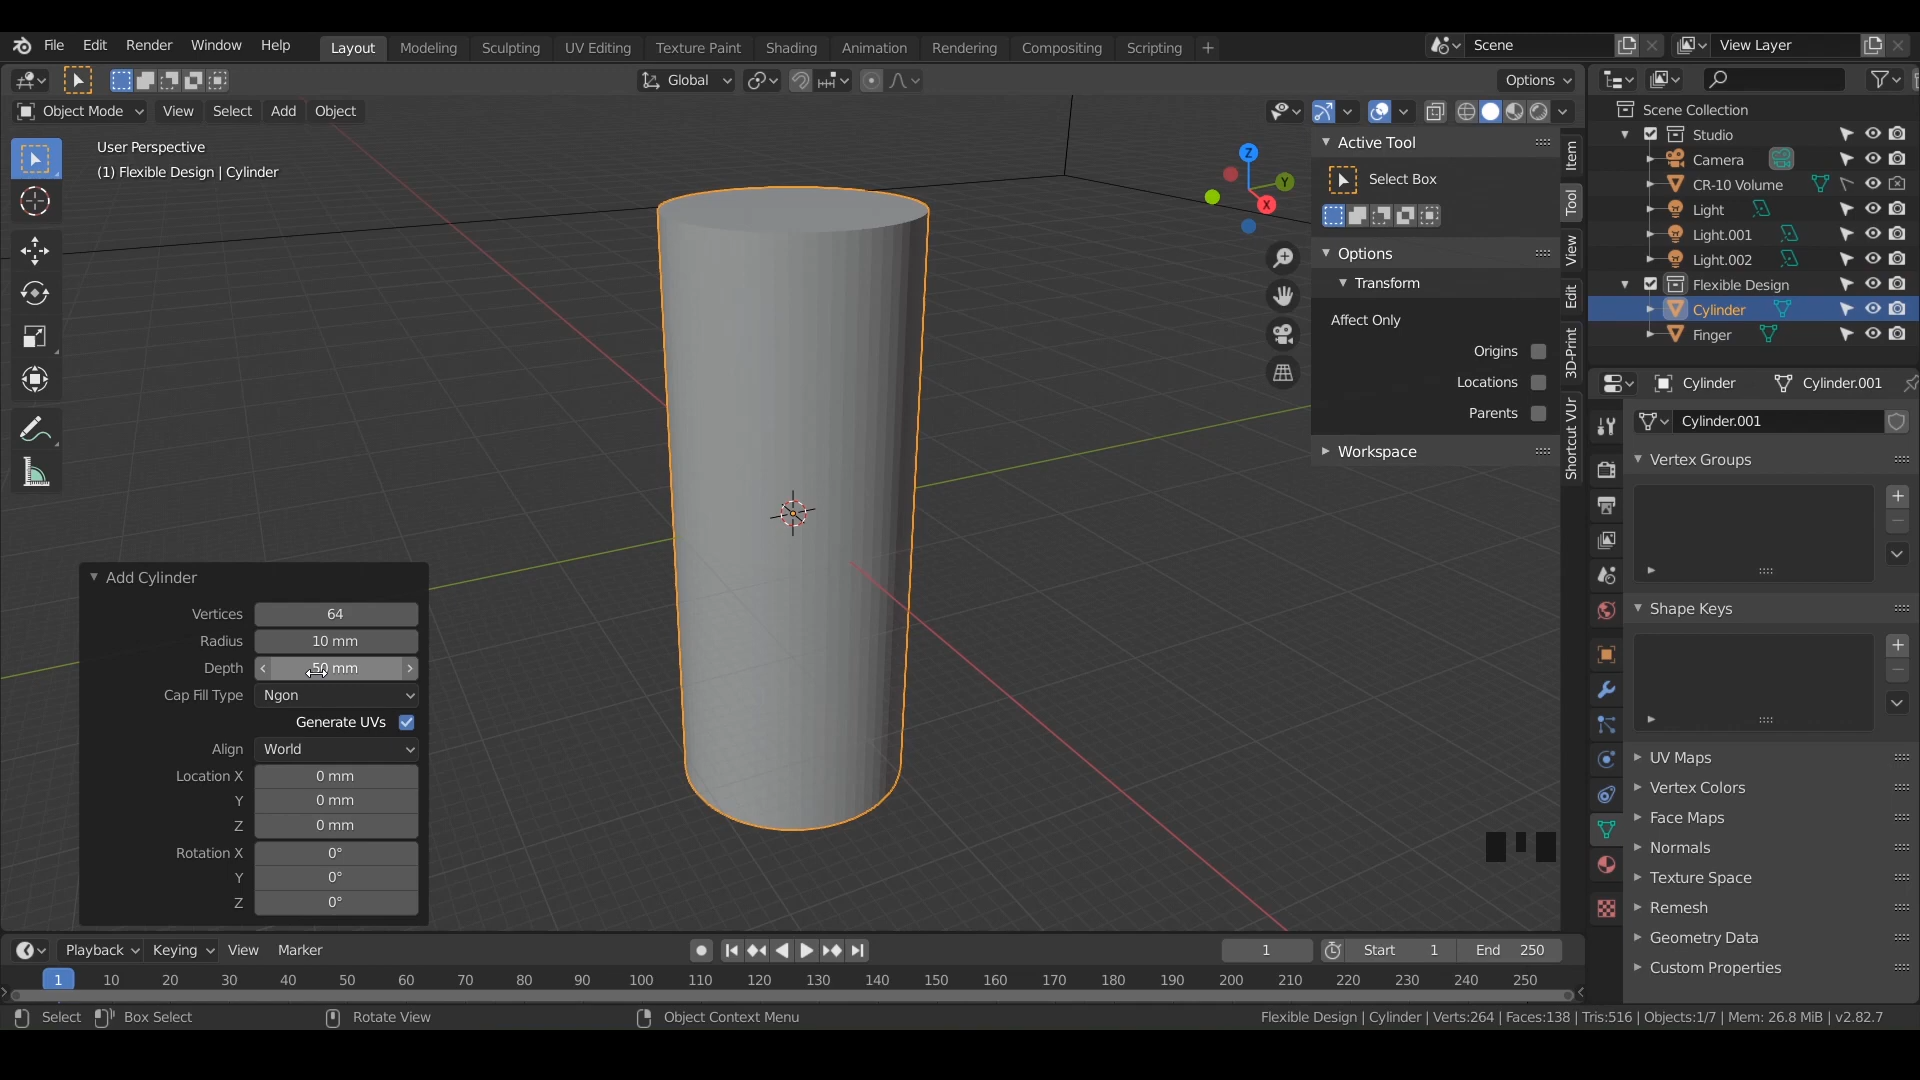 File Edit Render Window Help Layout Modeling Sculpting UV Editing Texture Paint Shading Animation Rendering Compositing Scripting + Scene View Layer
Global Options
Object Mode View Select Add Object
User Perspective
(1) Flexible Design | Cylinder
Z
Y
X
Active Tool
Select Box
Options
Transform
Affect Only
Origins
Locations
Parents
Workspace
Item
Tool
View
Edit
3D-Print
Shortcut VUr
Scene Collection
Studio
Camera
CR-10 Volume
Light
Light.001
Light.002
Flexible Design
Cylinder
Finger
Cylinder Cylinder.001
Cylinder.001
Vertex Groups
Shape Keys
UV Maps
Vertex Colors
Face Maps
Normals
Texture Space
Remesh
Geometry Data
Custom Properties
Add Cylinder
Vertices 64
Radius 10 mm
Depth 50 mm
Cap Fill Type Ngon
Generate UVs
Align World
Location X 0 mm
Y 0 mm
Z 0 mm
Rotation X 0°
Y 0°
Z 0°
Playback Keying View Marker 1 Start 1 End 250
1 10 20 30 40 50 60 70 80 90 100 110 120 130 140 150 160 170 180 190 200 210 220 230 240 250
Select Box Select Rotate View Object Context Menu Flexible Design | Cylinder | Verts:264 | Faces:138 | Tris:516 | Objects:1/7 | Mem: 26.8 MiB | v2.82.7